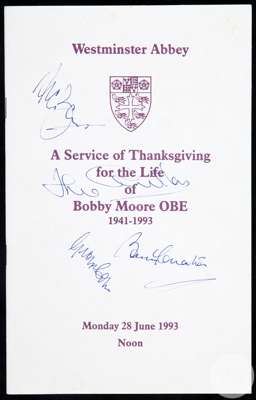 Westminster Abbey
A Service of Thanksgiving
for the Life
of
Bobby Moore OBE
1941-1993
Monday 28 June 1993
Noon